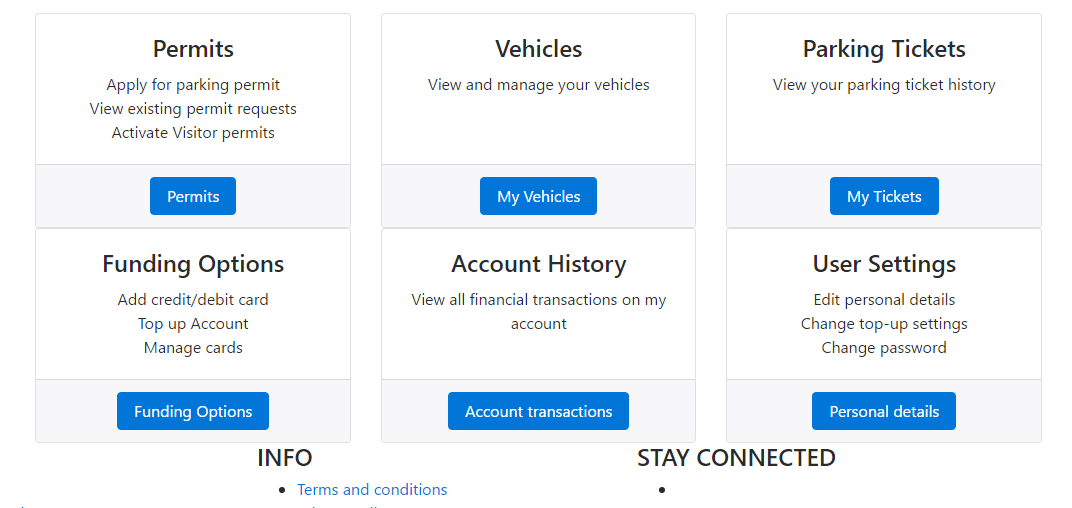 Permits
Apply for parking permit
View existing permit requests
Activate Visitor permits
Permits
Vehicles
View and manage your vehicles
My Vehicles
Parking Tickets
View your parking ticket history
My Tickets
Funding Options
Add credit/debit card
Top up Account
Manage cards
Funding Options
Account History
View all financial transactions on my
account
Account transactions
User Settings
Edit personal details
Change top-up settings
Change password
Personal details
INFO
Terms and conditions
STAY CONNECTED